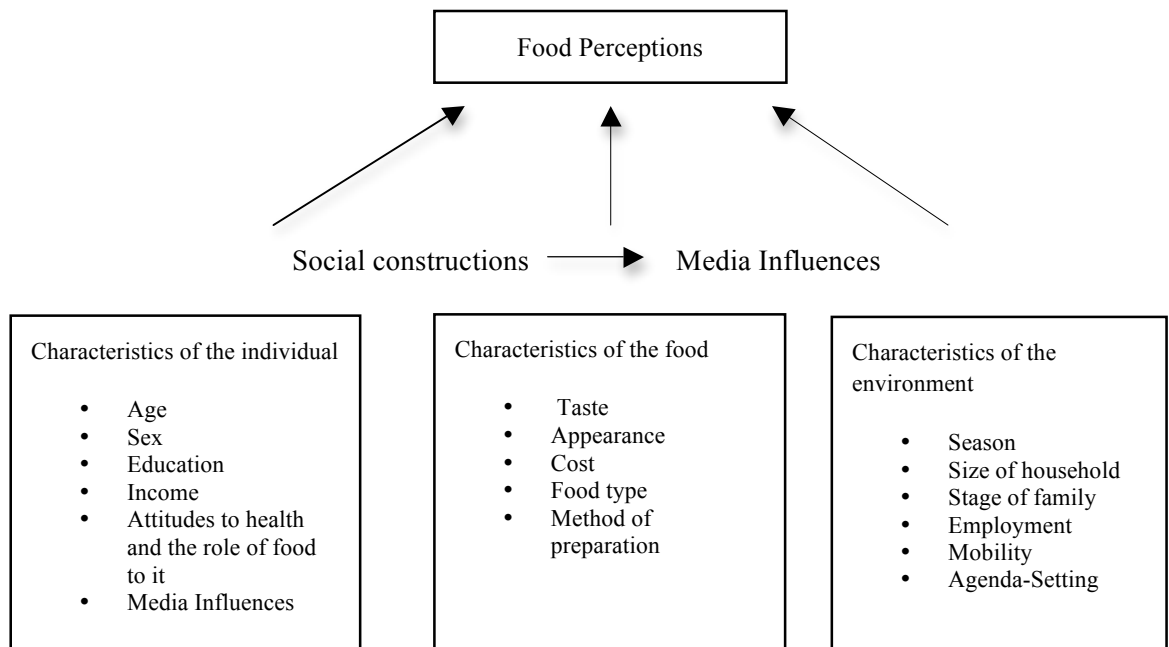 Food Perceptions
Social constructions
Media Influences
Characteristics of the individual
• Age
• Sex
• Education
• Income
• Attitudes to health
and the role of food
to it
• Media Influences
Characteristics of the food
• Taste
• Appearance
• Cost
• Food type
• Method of
preparation
Characteristics of the
environment
• Season
• Size of household
• Stage of family
• Employment
• Mobility
• Agenda-Setting